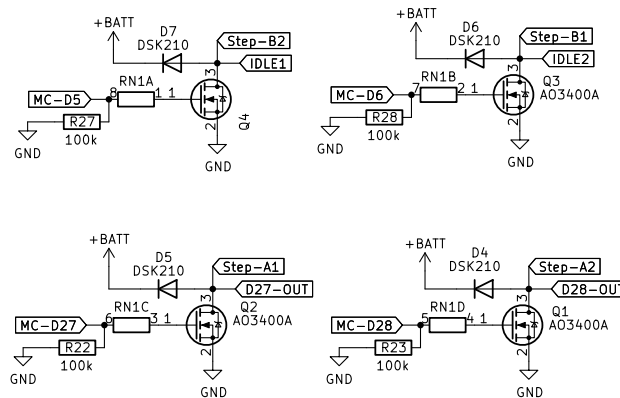 +BATT
D7
DSK210
Step-B2
IDLE1
3
RN1A
MC-D5
8
1 1
R27
100k
2
Q4
GND
GND
+BATT
D6
DSK210
Step-B1
IDLE2
3
Q3
AO3400A
RN1B
MC-D6
7
2 1
R28
100k
2
GND
GND
+BATT
D5
DSK210
Step-A1
D27-OUT
3
Q2
AO3400A
RN1C
MC-D27
6
3 1
R22
100k
2
GND
GND
+BATT
D4
DSK210
Step-A2
D28-OUT
3
Q1
AO3400A
RN1D
MC-D28
5
4 1
R23
100k
2
GND
GND